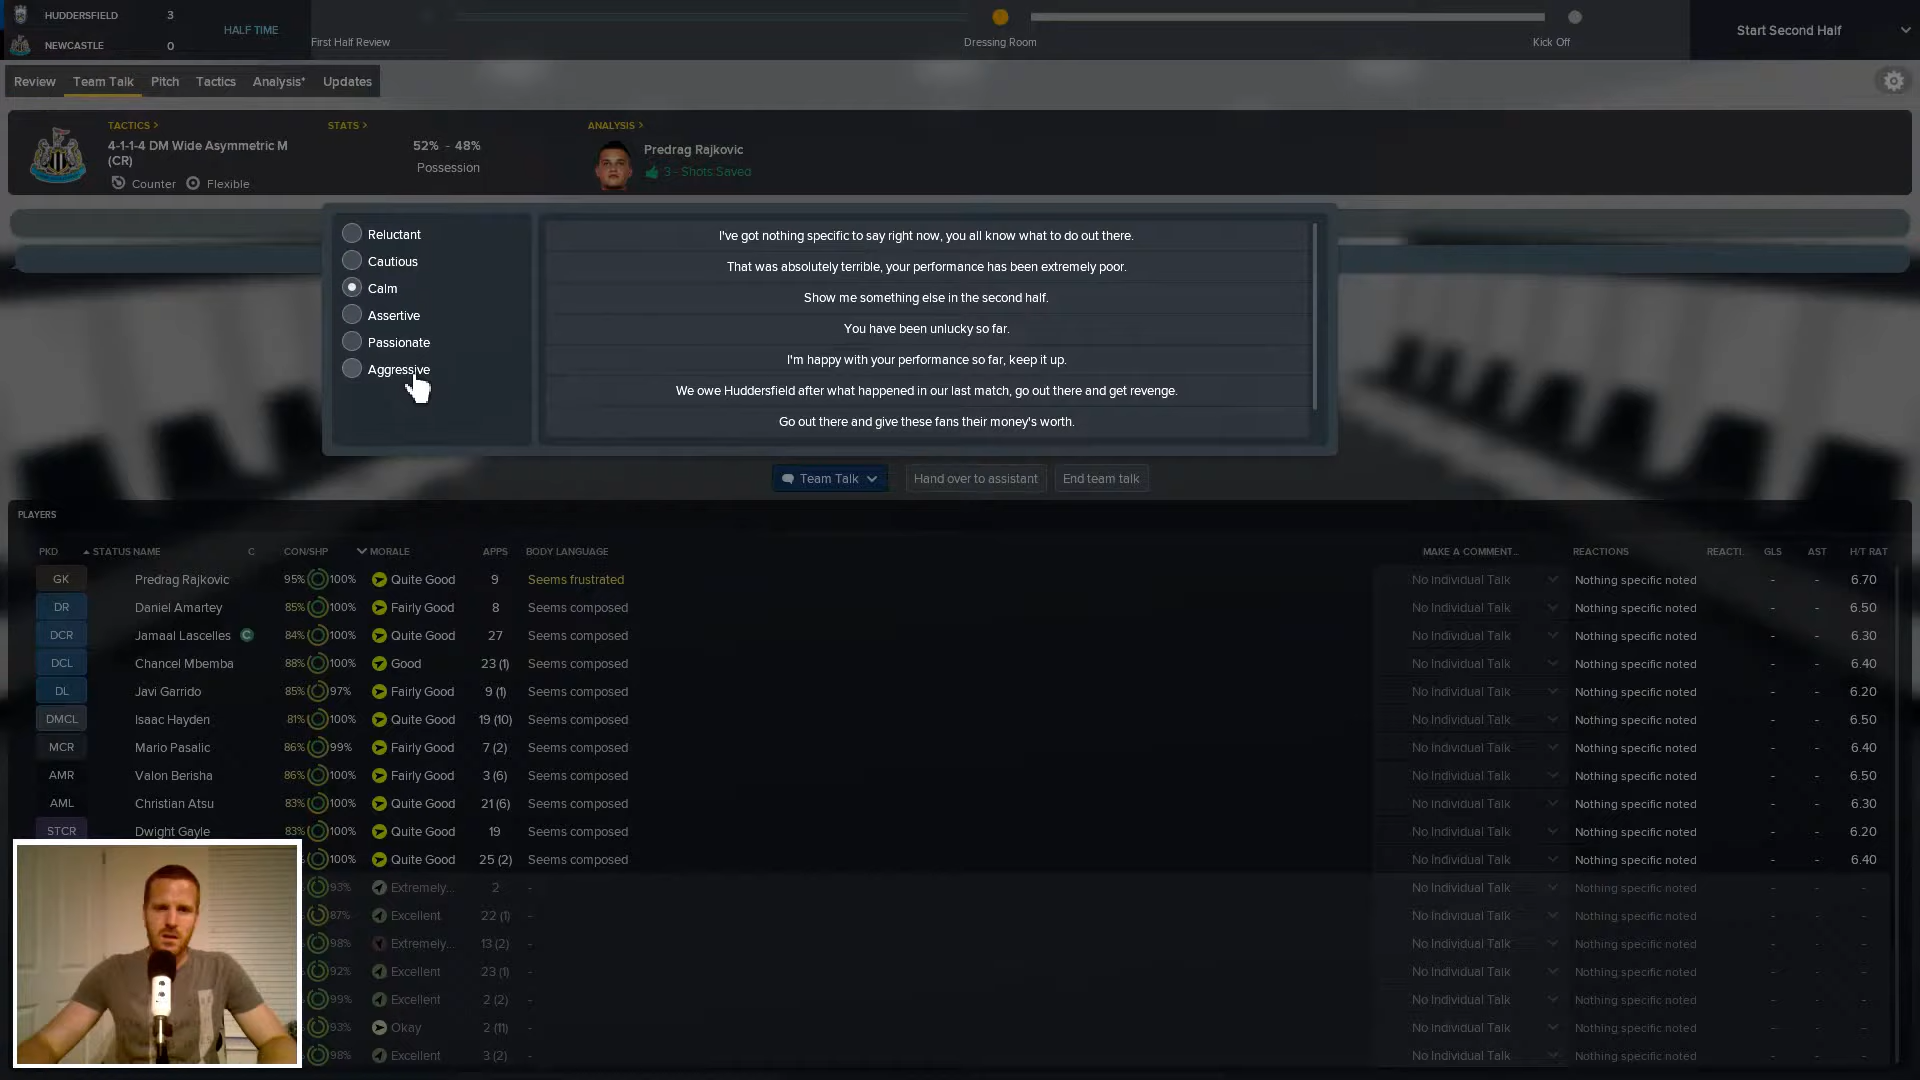 HUDDERSFIELD 3
NEWCASTLE 0
HALF TIME
First Half Review
Dressing Room
Kick Off
Start Second Half
Review Team Talk Pitch Tactics Analysis* Updates
TACTICS >
4-1-1-4 DM Wide Asymmetric M
(CR)
Counter Flexible
STATS >
52% - 48%
Possession
ANALYSIS >
Predrag Rajkovic
3 - Shots Saved
Reluctant
Cautious
Calm
Assertive
Passionate
Aggressive
I've got nothing specific to say right now, you all know what to do out there.
That was absolutely terrible, your performance has been extremely poor.
Show me something else in the second half.
You have been unlucky so far.
I'm happy with your performance so far, keep it up.
We owe Huddersfield after what happened in our last match, go out there and get revenge.
Go out there and give these fans their money's worth.
Team Talk Hand over to assistant End team talk
PLAYERS
PKD STATUS NAME C CON/SHP MORALE APPS BODY LANGUAGE MAKE A COMMENT... REACTIONS REACTI... GLS AST H/T RAT
GK Predrag Rajkovic 95% 100% Quite Good 9 Seems frustrated No Individual Talk Nothing specific noted - - 6.70
DR Daniel Amartey 85% 100% Fairly Good 8 Seems composed No Individual Talk Nothing specific noted - - 6.50
DCR Jamaal Lascelles C 84% 100% Quite Good 27 Seems composed No Individual Talk Nothing specific noted - - 6.30
DCL Chancel Mbemba 88% 100% Good 23 (1) Seems composed No Individual Talk Nothing specific noted - - 6.40
DL Javi Garrido 85% 97% Fairly Good 9 (1) Seems composed No Individual Talk Nothing specific noted - - 6.20
DMCL Isaac Hayden 81% 100% Quite Good 19 (10) Seems composed No Individual Talk Nothing specific noted - - 6.50
MCR Mario Pasalic 86% 99% Fairly Good 7 (2) Seems composed No Individual Talk Nothing specific noted - - 6.40
AMR Valon Berisha 86% 100% Fairly Good 3 (6) Seems composed No Individual Talk Nothing specific noted - - 6.50
AML Christian Atsu 83% 100% Quite Good 21 (6) Seems composed No Individual Talk Nothing specific noted - - 6.30
STCR Dwight Gayle 83% 100% Quite Good 19 Seems composed No Individual Talk Nothing specific noted - - 6.20
100% Quite Good 25 (2) Seems composed No Individual Talk Nothing specific noted - - 6.40
93% Extremely... 2 - No Individual Talk Nothing specific noted - - -
87% Excellent 22 (1) - No Individual Talk Nothing specific noted - - -
98% Extremely... 13 (2) - No Individual Talk Nothing specific noted - - -
92% Excellent 23 (1) - No Individual Talk Nothing specific noted - - -
99% Excellent 2 (2) - No Individual Talk Nothing specific noted - - -
93% Okay 2 (11) - No Individual Talk Nothing specific noted - - -
98% Excellent 3 (2) - No Individual Talk Nothing specific noted - - -